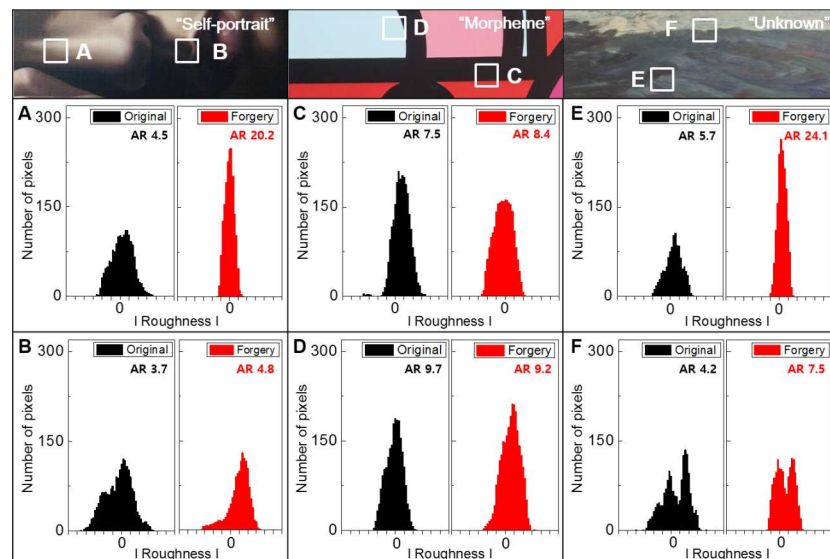 "Self-portrait"
A
B
"Morpheme"
D
C
"Unknown"
F
E
A
300
150
0
Number of pixels
Original
AR 4.5
Forgery
AR 20.2
0
0
I Roughness I
C
300
150
0
Number of pixels
Original
AR 7.5
Forgery
AR 8.4
0
0
I Roughness I
E
300
150
0
Number of pixels
Original
AR 5.7
Forgery
AR 24.1
0
0
I Roughness I
B
300
150
0
Number of pixels
Original
AR 3.7
Forgery
AR 4.8
0
0
I Roughness I
D
300
150
0
Number of pixels
Original
AR 9.7
Forgery
AR 9.2
0
0
I Roughness I
F
300
150
0
Number of pixels
Original
AR 4.2
Forgery
AR 7.5
0
0
I Roughness I